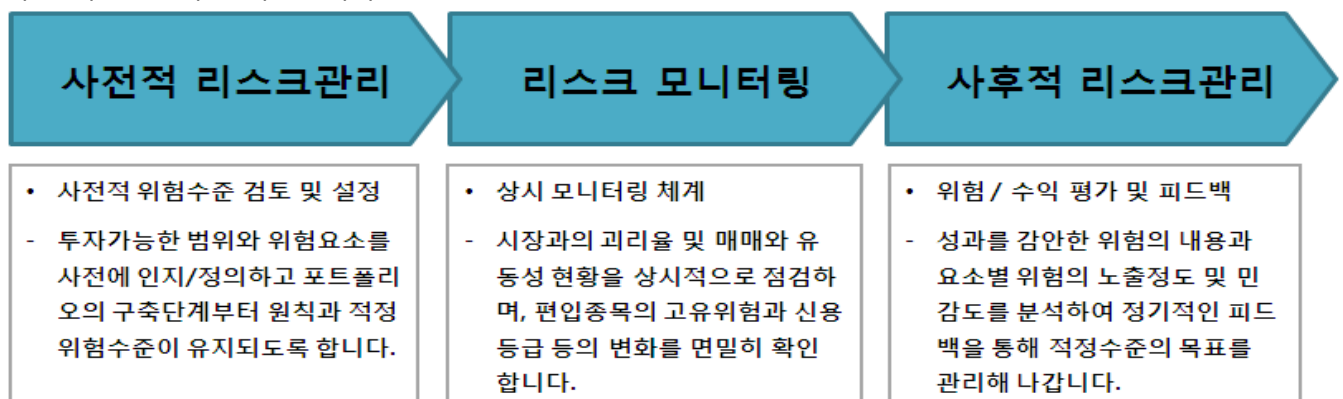 사전적 리스크관리
리스크 모니터링
사후적 리스크관리
• 사전적 위험수준 검토 및 설정
- 투자가능한 범위와 위험요소를
사전에 인지/정의하고 포트폴리
오의 구축단계부터 원칙과 적정
위험수준이 유지되도록 합니다.
• 상시 모니터링 체계
- 시장과의 괴리율 및 매매와 유
동성 현황을 상시적으로 점검하
며, 편입종목의 고유위험과 신용
등급 등의 변화를 면밀히 확인
합니다.
• 위험 / 수익 평가 및 피드백
- 성과를 감안한 위험의 내용과
요소별 위험의 노출정도 및 민
감도를 분석하여 정기적인 피드
백을 통해 적정수준의 목표를
관리해 나갑니다.